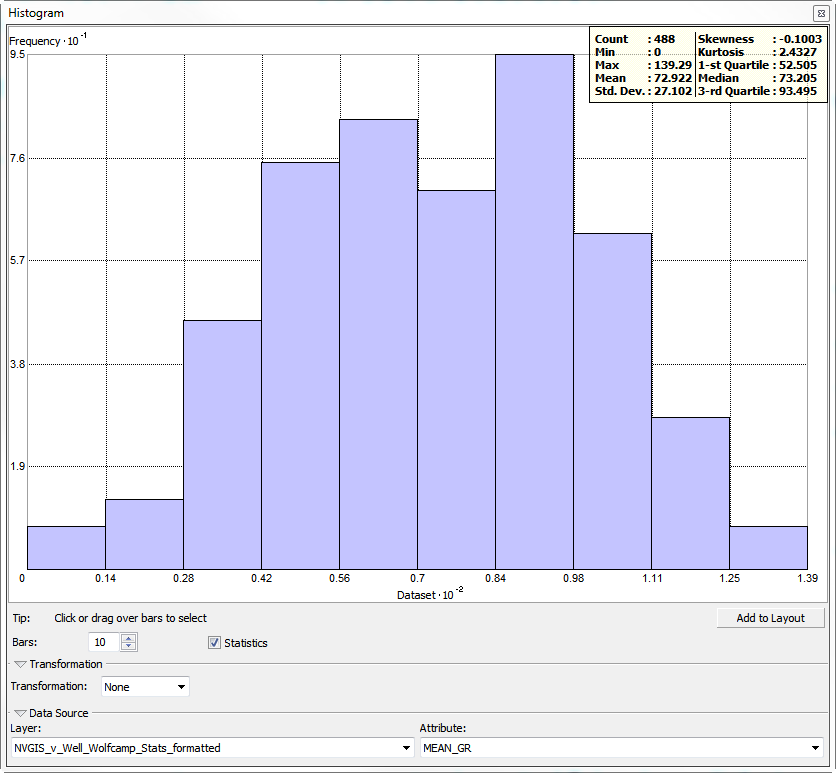 Histogram
Frequency · 10 -1
Count : 488 Skewness : -0.1003
Min : 0 Kurtosis : 2.4327
Max : 139.29 1-st Quartile : 52.505
Mean : 72.922 Median : 73.205
Std. Dev. : 27.102 3-rd Quartile : 93.495
9.5
7.6
5.7
3.8
1.9
0 0.14 0.28 0.42 0.56 0.7 0.84 0.98 1.11 1.25 1.39
Dataset · 10 -2
Tip: Click or drag over bars to select
Add to Layout
Bars: 10 Statistics
Transformation
Transformation: None
Data Source
Layer: Attribute:
NVGIS_v_Well_Wolfcamp_Stats_formatted MEAN_GR